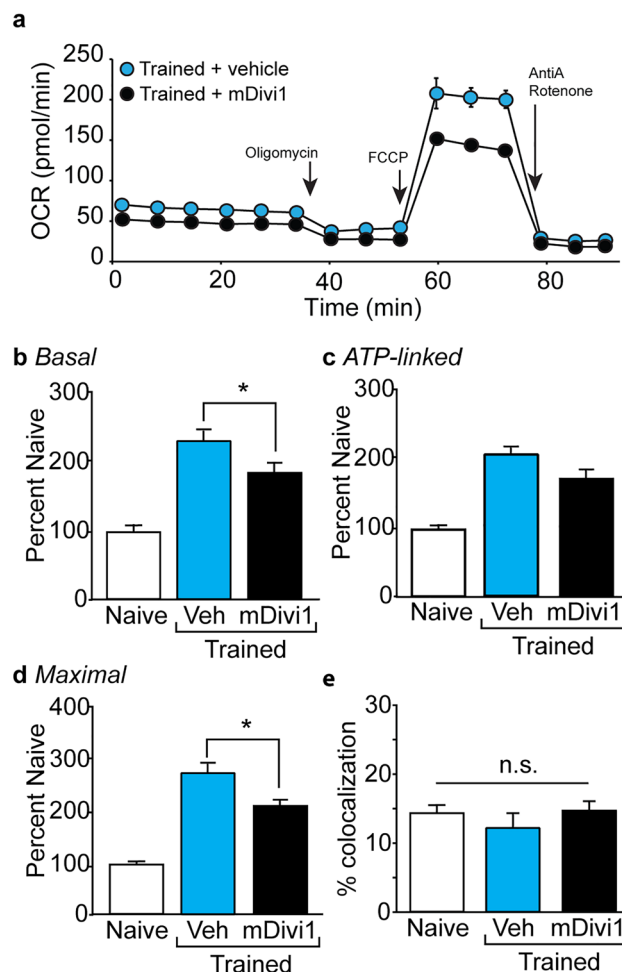 a
Trained + vehicle
Trained + mDivi1
AntiA
Rotenone
Oligomycin
FCCP
OCR (pmol/min)
250
200
150
100
50
0
0 20 40 60 80
Time (min)
b Basal
*
Percent Naive
300
200
100
0
Naive Veh mDivi1
Trained
c ATP-linked
Percent Naive
300
200
100
0
Naive Veh mDivi1
Trained
d Maximal
*
Percent Naive
400
300
200
100
0
Naive Veh mDivi1
Trained
e
n.s.
% colocalization
30
20
10
0
Naive Veh mDivi1
Trained